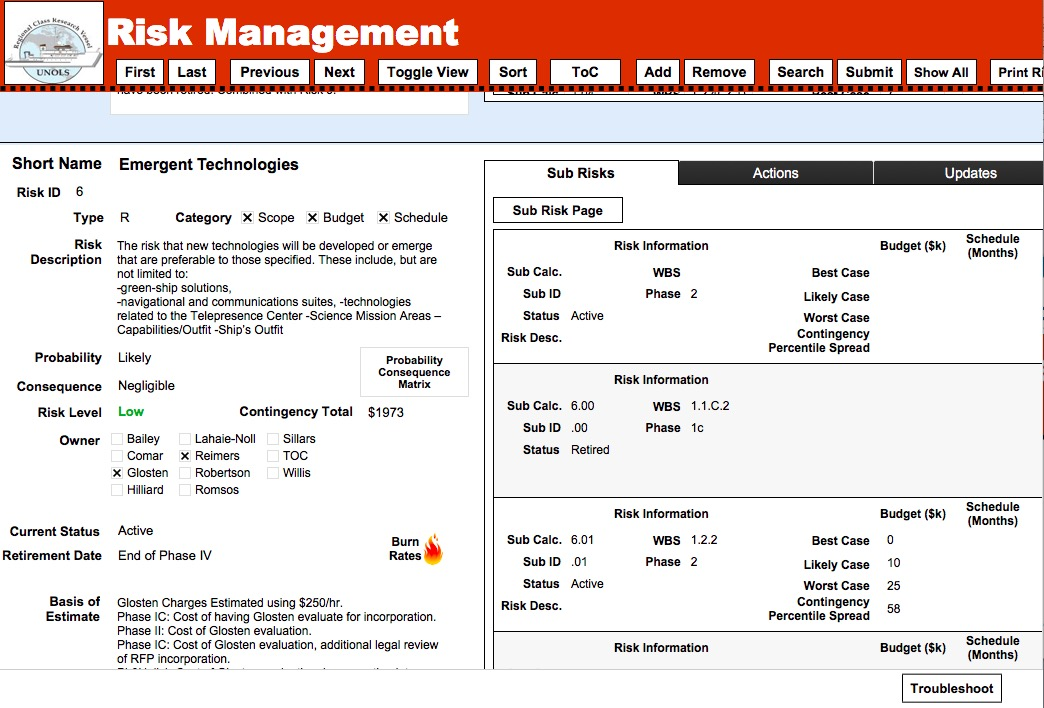 Regional Class Research Vessel
UNOLS
Risk Management
First Last Previous Next Toggle View Sort ToC Add Remove Search Submit Show All Print Ri
Short Name Emergent Technologies
Risk ID 6
Type R Category Scope Budget Schedule
Risk Description
The risk that new technologies will be developed or emerge
that are preferable to those specified. These include, but are
not limited to:
-green-ship solutions,
-navigational and communications suites, -technologies
related to the Telepresence Center -Science Mission Areas –
Capabilities/Outfit -Ship's Outfit
Probability Likely
Consequence Negligible
Probability
Consequence
Matrix
Risk Level Low Contingency Total $1973
Owner
Bailey Lahaie-Noll Sillars
Comar Reimers TOC
Glosten Robertson Willis
Hilliard Romsos
Current Status Active
Retirement Date End of Phase IV
Burn
Rates
Basis of
Estimate
Glosten Charges Estimated using $250/hr.
Phase IC: Cost of having Glosten evaluate for incorporation.
Phase II: Cost of Glosten evaluation.
Phase IC: Cost of Glosten evaluation, additional legal review
of RFP incorporation.
Sub Risks Actions Updates
Sub Risk Page
Risk Information Budget ($k) Schedule
(Months)
Sub Calc. WBS Best Case
Sub ID Phase 2 Likely Case
Status Active Worst Case
Risk Desc. Contingency
Percentile Spread
Risk Information
Sub Calc. 6.00 WBS 1.1.C.2
Sub ID .00 Phase 1c
Status Retired
Risk Information Budget ($k) Schedule
(Months)
Sub Calc. 6.01 WBS 1.2.2 Best Case 0
Sub ID .01 Phase 2 Likely Case 10
Status Active Worst Case 25
Risk Desc. Contingency
Percentile Spread 58
Risk Information Budget ($k) Schedule
(Months)
Troubleshoot